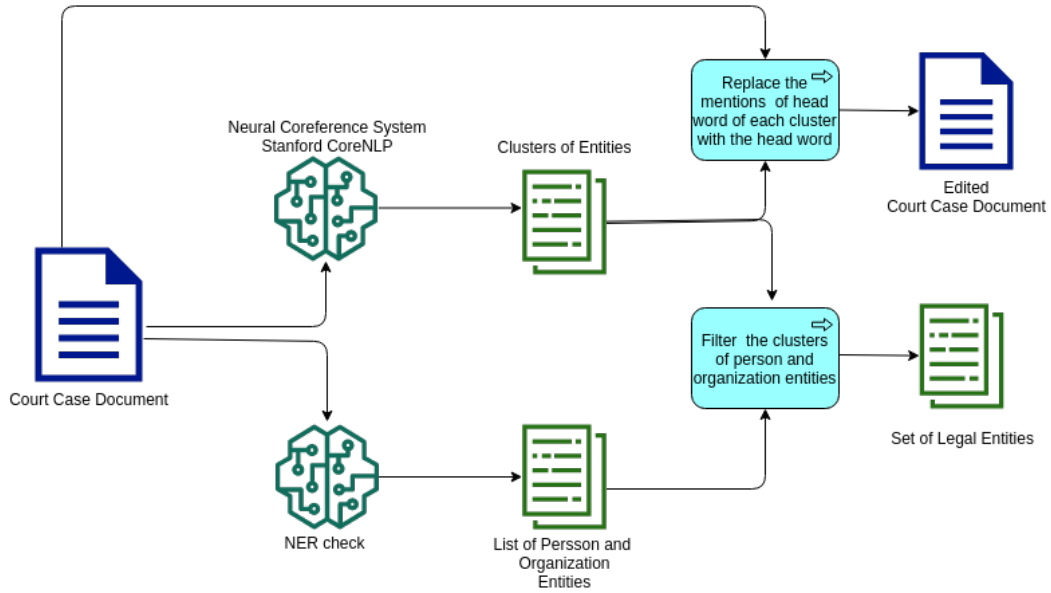 Replace the
mentions of head
word of each cluster
with the head word
Neural Coreference System
Stanford CoreNLP
Clusters of Entities
Edited
Court Case Document
Filter the clusters
of person and
organization entities
Court Case Document
Set of Legal Entities
NER check
List of Persson and
Organization
Entities